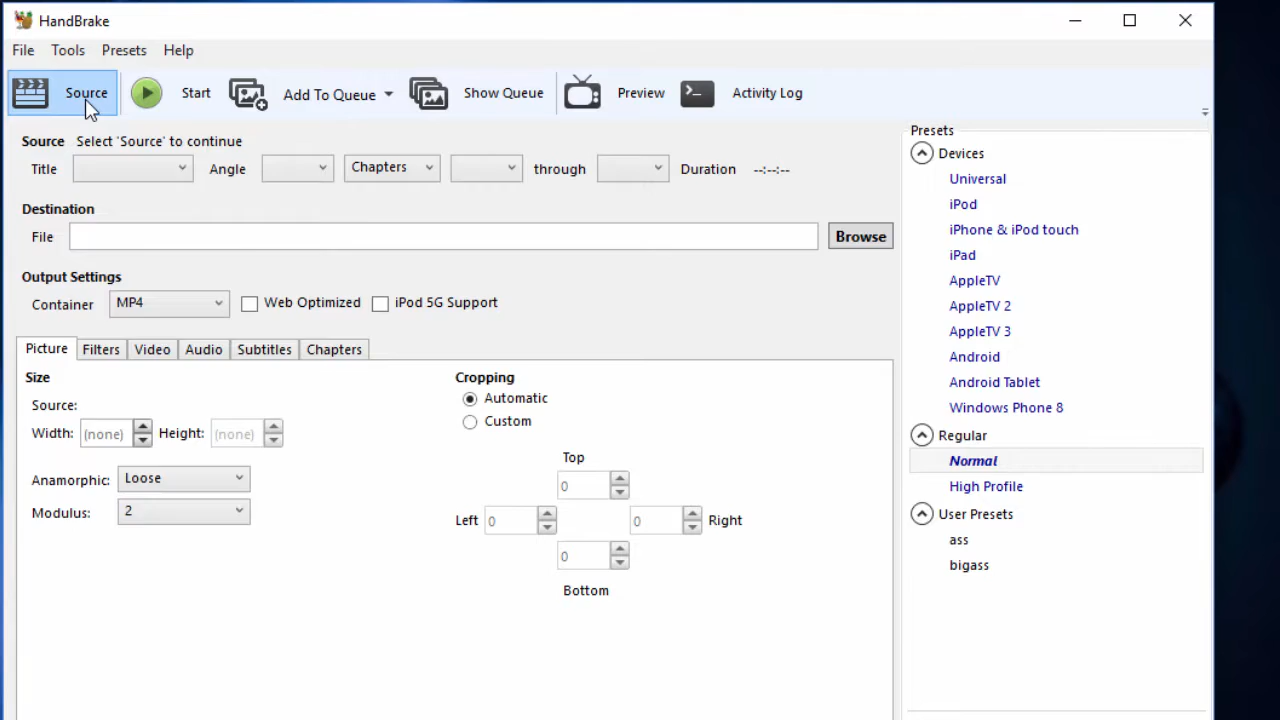 HandBrake
File Tools Presets Help
Source Start Add To Queue Show Queue Preview Activity Log
Source Select 'Source' to continue
Title Angle Chapters through Duration --:--:--
Destination
File Browse
Output Settings
Container MP4 Web Optimized iPod 5G Support
Picture Filters Video Audio Subtitles Chapters
Size
Source:
Width: (none) Height: (none)
Anamorphic: Loose
Modulus: 2
Cropping
Automatic
Custom
Top
0
Left 0 0 Right
0
Bottom
Presets
Devices
Universal
iPod
iPhone & iPod touch
iPad
AppleTV
AppleTV 2
AppleTV 3
Android
Android Tablet
Windows Phone 8
Regular
Normal
High Profile
User Presets
ass
bigass